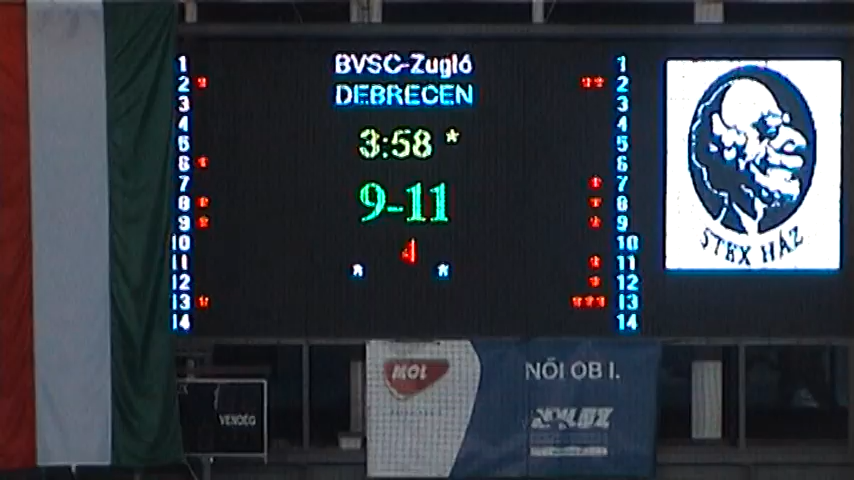 BVSC-Zugló
DEBRECEN
3:58 *
9-11
4
* *
1 1
2 * ** 2
3 3
4 4
5 5
6 * 6
7 * 7
8 * * 8
9 * * 9
10 10
11 * 11
12 * 12
13 * *** 13
14 14
STEX HÁZ
MOL
NŐI OB I.
VENDÉG